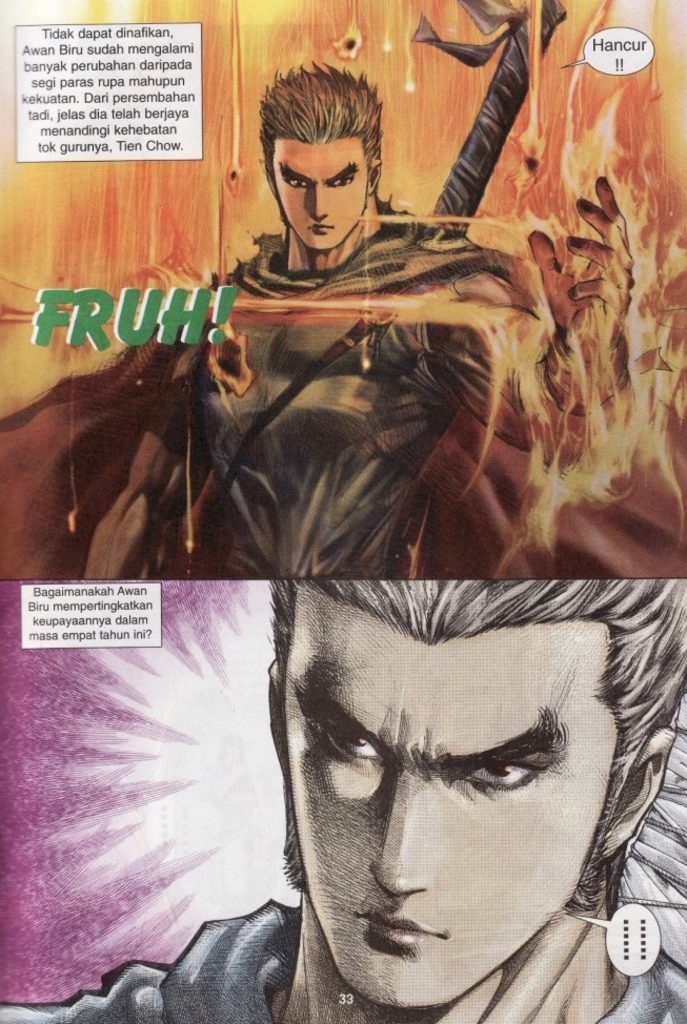 Tidak dapat dinafikan,
Awan Biru sudah mengalami
banyak perubahan daripada
segi paras rupa mahupun
kekuatan. Dari persembahan
tadi, jelas dia telah berjaya
menandingi kehebatan
tok gurunya, Tien Chow.
Hancur
!!
FRUH!
Bagaimanakah Awan
Biru mempertingkatkan
keupayaannya dalam
masa empat tahun ini?
!!
33